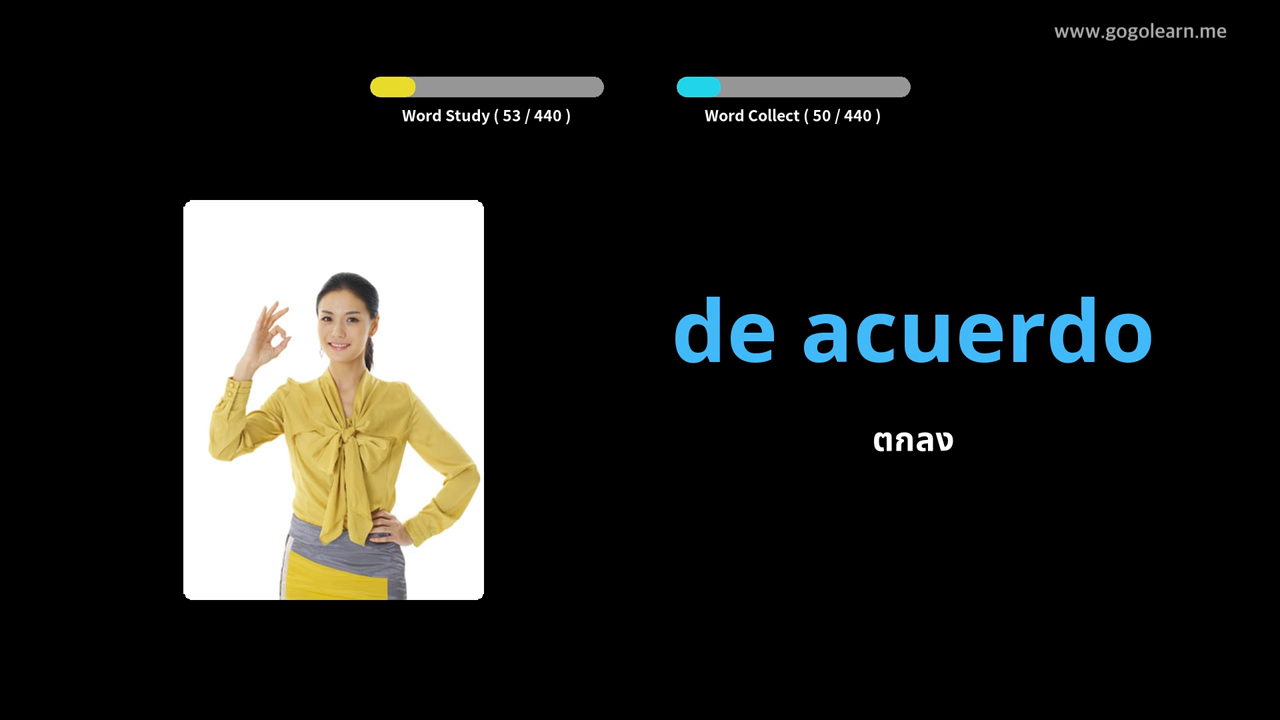 www.gogolearn.me
Word Study ( 53 / 440 )
Word Collect ( 50 / 440 )
de acuerdo
ตกลง